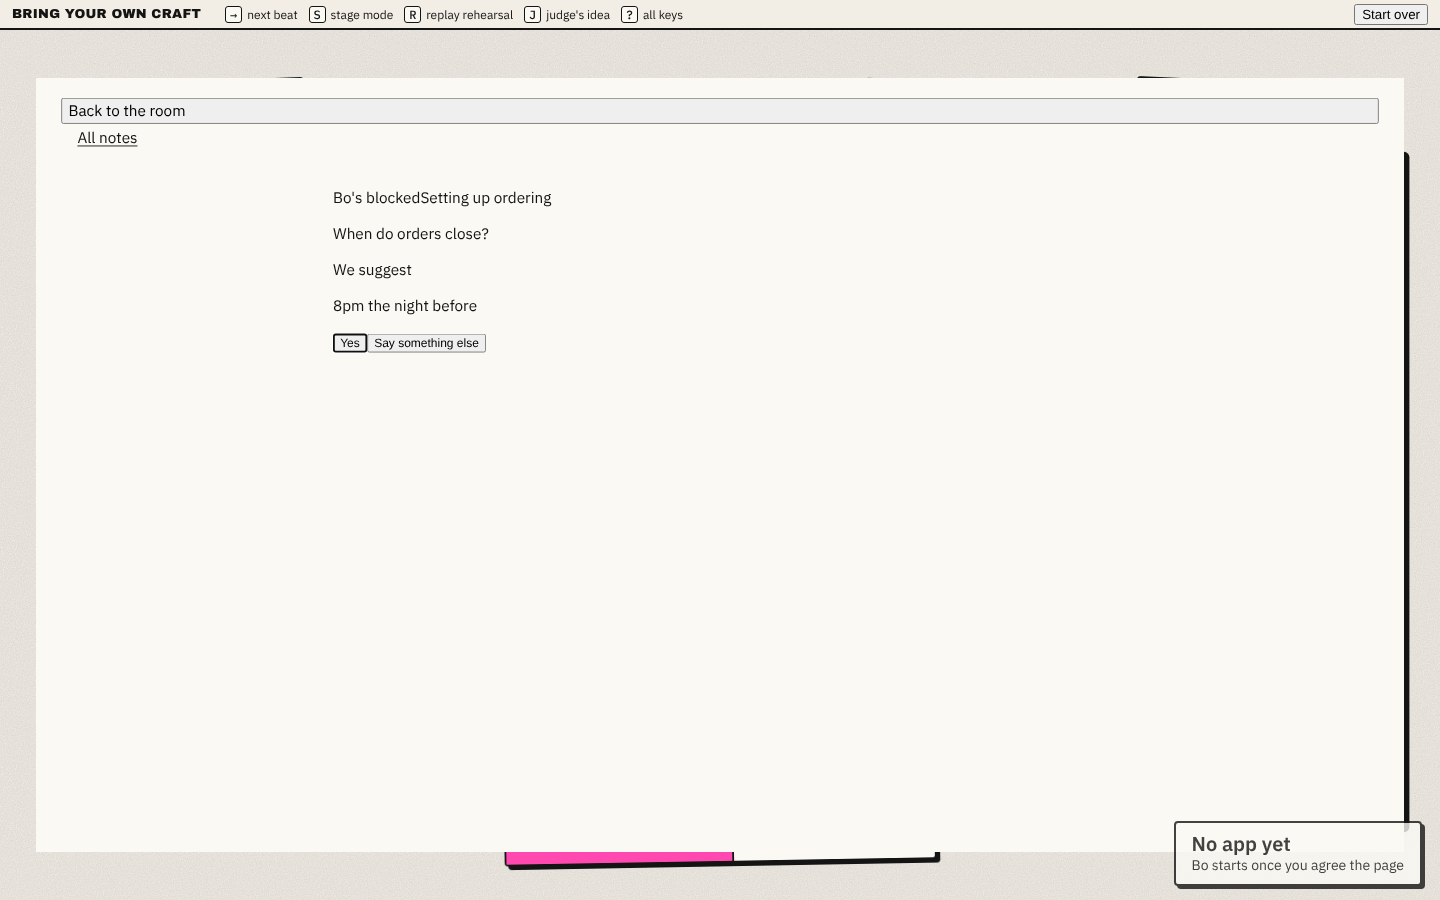 BRING YOUR OWN CRAFT → next beat S stage mode R replay rehearsal J judge's idea ? all keys Start over
Back to the room
All notes
Bo's blockedSetting up ordering
When do orders close?
We suggest
8pm the night before
Yes Say something else
No app yet
Bo starts once you agree the page